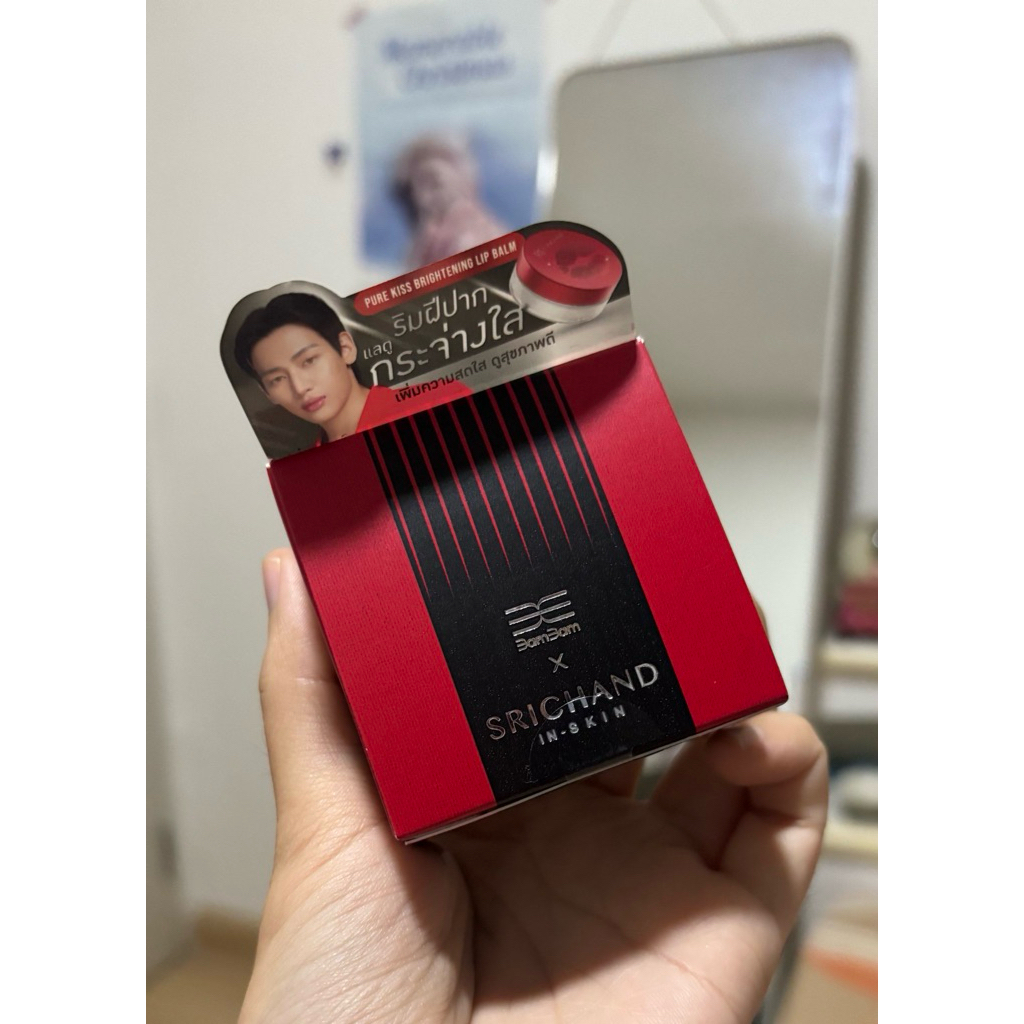 PURE KISS BRIGHTENING LIP BALM
ริมฝีปาก
แลดู
กระจ่างใส
เพิ่มความสดใส ดูสุขภาพดี
BamBam
X
SRICHAND
IN-SKIN